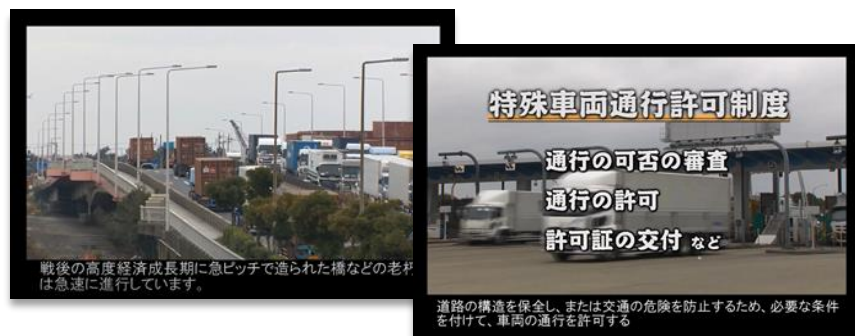 戦後の高度経済成長期に急ピッチで造られた橋などの老朽
は急速に進行しています。
特殊車両通行許可制度
通行の可否の審査
通行の許可
許可証の交付 など
道路の構造を保全し、または交通の危険を防止するため、必要な条件
を付けて、車両の通行を許可する